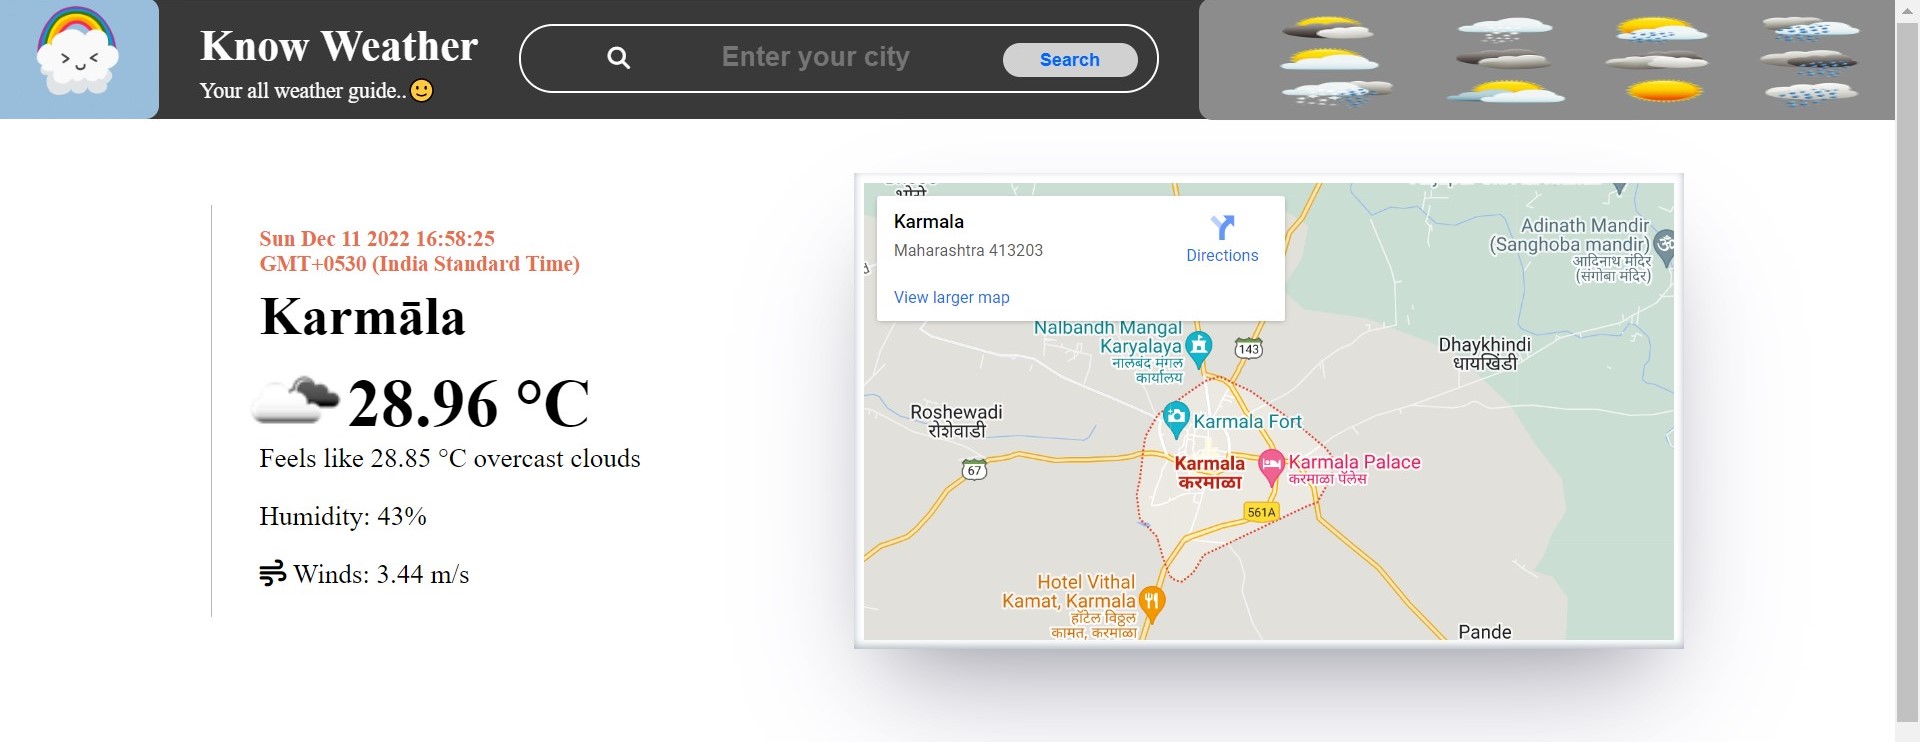 Know Weather
Your all weather guide..
Enter your city
Search
Sun Dec 11 2022 16:58:25
GMT+0530 (India Standard Time)
Karmāla
28.96 °C
Feels like 28.85 °C overcast clouds
Humidity: 43%
Winds: 3.44 m/s
Karmala
Maharashtra 413203
Directions
View larger map
Adinath Mandir
(Sanghoba mandir)
आदिनाथ मंदिर
(संगोबा मंदिर)
Nalbandh Mangal
Karyalaya
नालबंद मंगल
कार्यालय
143
Dhaykhindi
धायखिंडी
Roshewadi
रोशेवाडी
Karmala Fort
67
Karmala
करमाळा
Karmala Palace
करमाळा पॅलेस
561A
Hotel Vithal
Kamat, Karmala
हॉटेल विठ्ठल
कामत, करमाळा
Pande